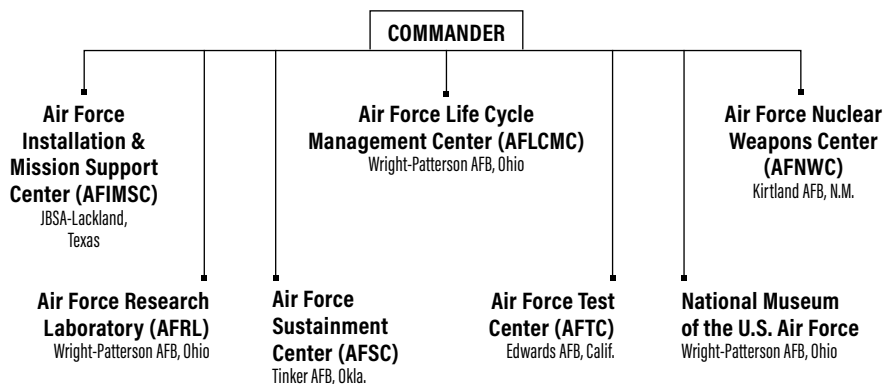 COMMANDER
Air Force
Installation &
Mission Support
Center (AFIMSC)
JBSA-Lackland,
Texas
Air Force Life Cycle
Management Center (AFLCMC)
Wright-Patterson AFB, Ohio
Air Force Nuclear
Weapons Center
(AFNWC)
Kirtland AFB, N.M.
Air Force Research
Laboratory (AFRL)
Wright-Patterson AFB, Ohio
Air Force
Sustainment
Center (AFSC)
Tinker AFB, Okla.
Air Force Test
Center (AFTC)
Edwards AFB, Calif.
National Museum
of the U.S. Air Force
Wright-Patterson AFB, Ohio